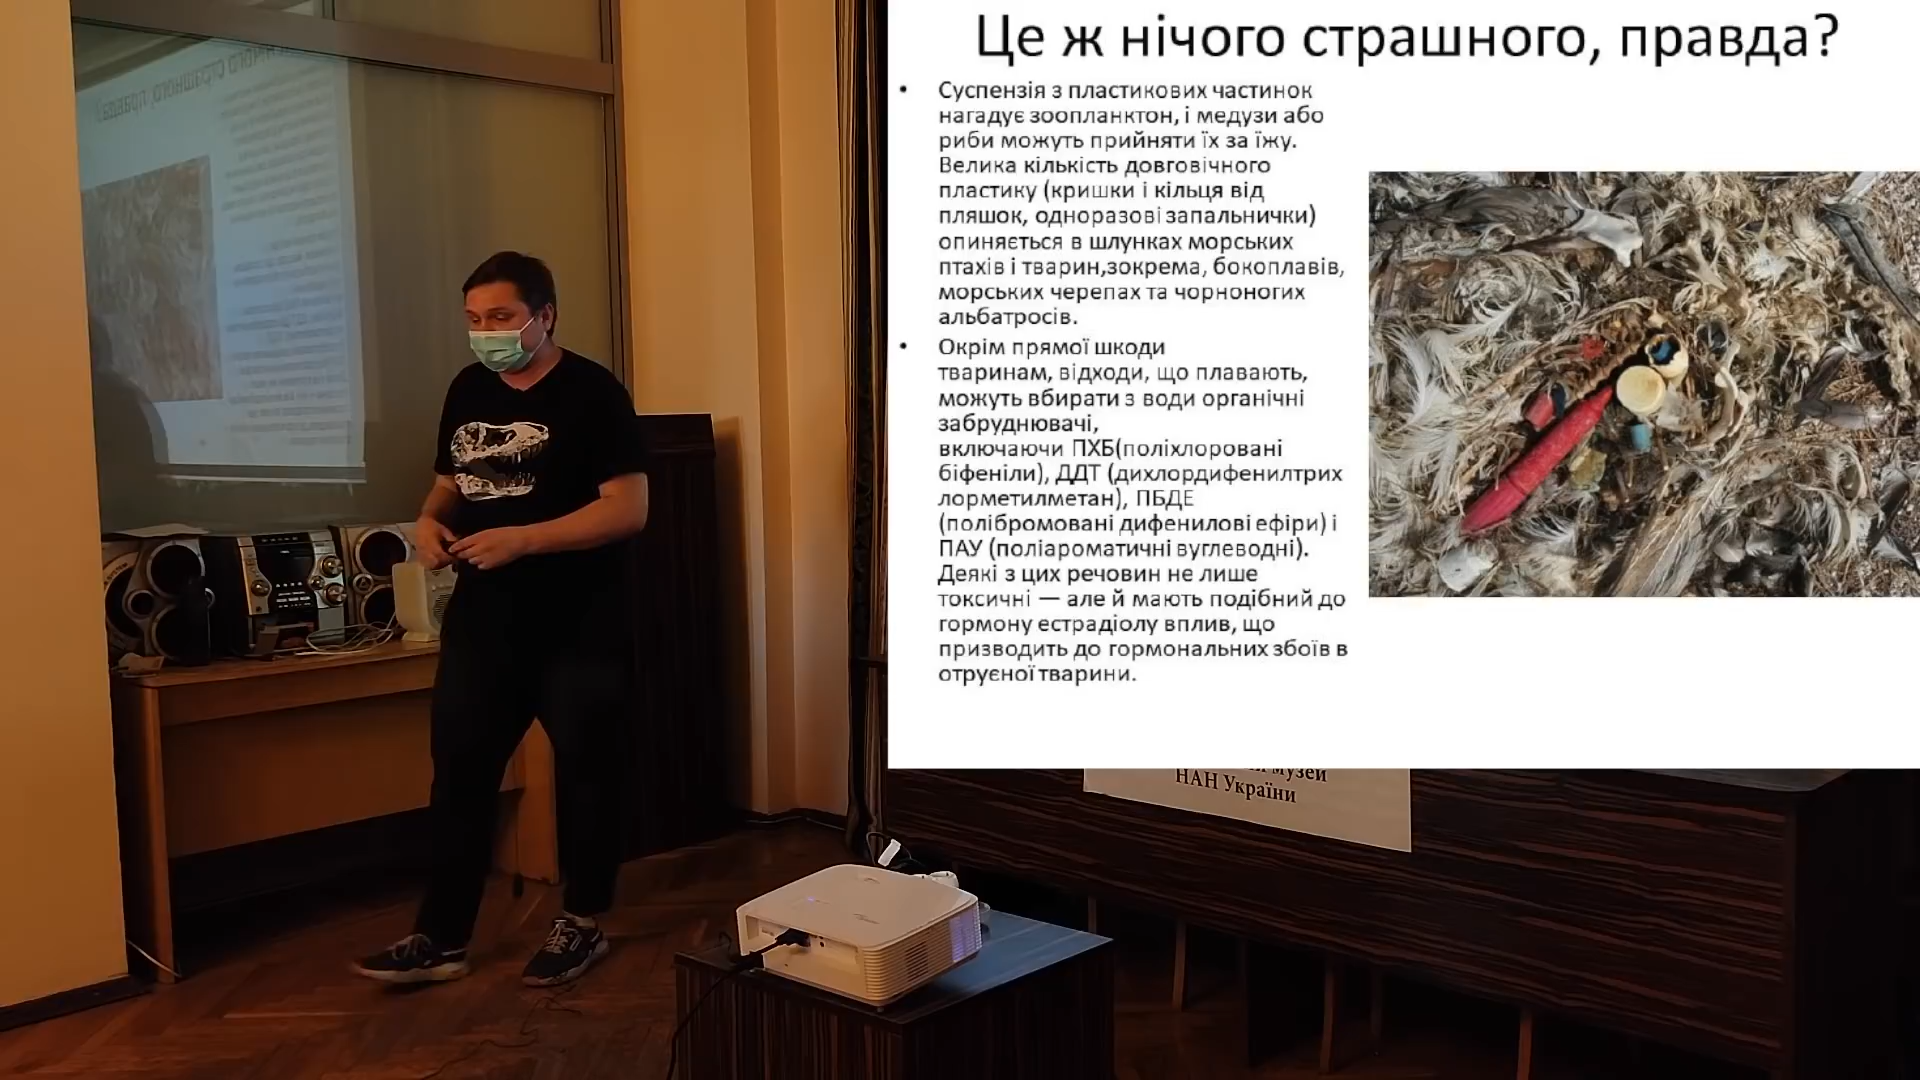 Це ж нічого страшного, правда?
• Суспензія з пластикових частинок
нагадує зоопланктон, і медузи або
риби можуть прийняти їх за їжу.
Велика кількість довговічного
пластику (кришки і кільця від
пляшок, одноразові запальнички)
опиняється в шлунках морських
птахів і тварин,зокрема, бокоплавів,
морських черепах та чорноногих
альбатросів.
• Окрім прямої шкоди
тваринам, відходи, що плавають,
можуть вбирати з води органічні
забруднювачі,
включаючи ПХБ(поліхлоровані
біфеніли), ДДТ (дихлордифенилтрих
лорметилметан), ПБДЕ
(полібромовані дифенилові ефіри) і
ПАУ (поліароматичні вуглеводні).
Деякі з цих речовин не лише
токсичні — але й мають подібний до
гормону естрадіолу вплив, що
призводить до гормональних збоїв в
отруєної тварини.
музей
НАН України